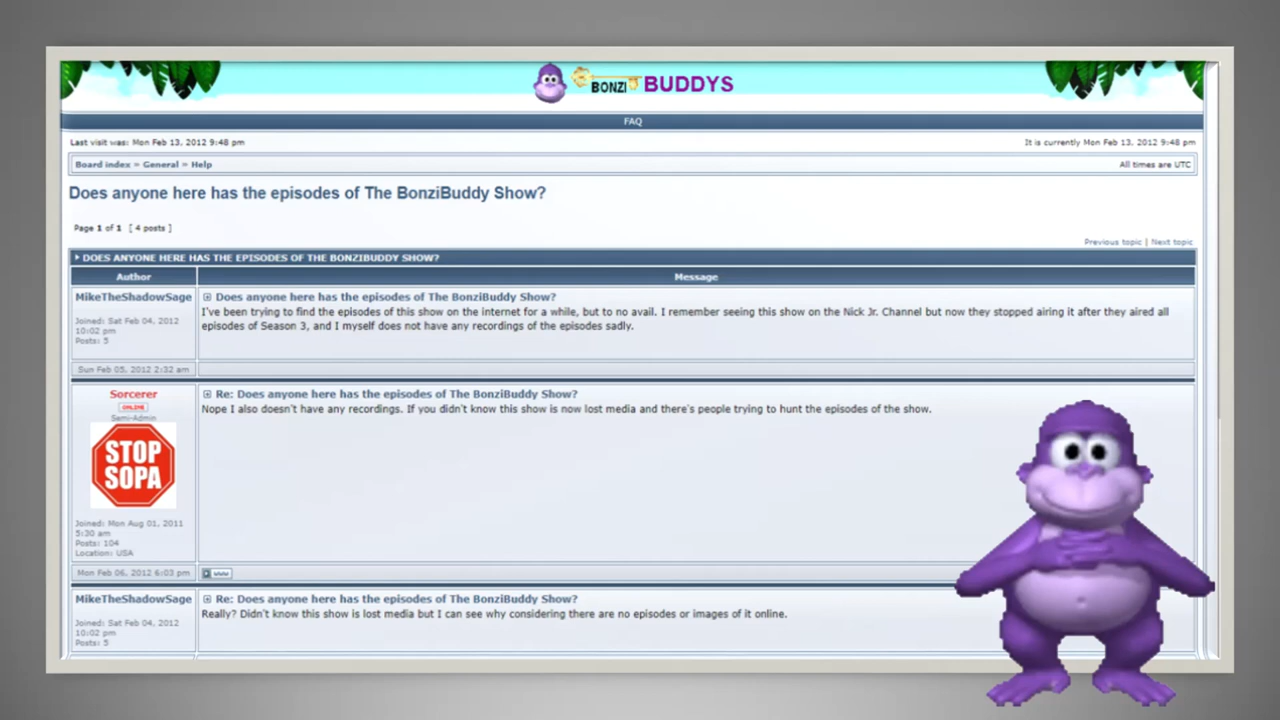 BONZI BUDDYS
FAQ
Last visit was: Mon Feb 13, 2012 9:48 pm
It is currently Mon Feb 13, 2012 9:48 pm
Board index » General » Help
All times are UTC
Does anyone here has the episodes of The BonziBuddy Show?
Page 1 of 1 [ 4 posts ]
Previous topic | Next topic
DOES ANYONE HERE HAS THE EPISODES OF THE BONZIBUDDY SHOW?
Author
Message
MikeTheShadowSage
Joined: Sat Feb 04, 2012
10:02 pm
Posts: 5
Does anyone here has the episodes of The BonziBuddy Show?
I've been trying to find the episodes of this show on the internet for a while, but to no avail. I remember seeing this show on the Nick Jr. Channel but now they stopped airing it after they aired all
episodes of Season 3, and I myself does not have any recordings of the episodes sadly.
Sun Feb 05, 2012 2:32 am
Sorcerer
ONLINE
Semi-Admin
STOP
SOPA
Joined: Mon Aug 01, 2011
5:30 am
Posts: 104
Location: USA
Re: Does anyone here has the episodes of The BonziBuddy Show?
Nope I also doesn't have any recordings. If you didn't know this show is now lost media and there's people trying to hunt the episodes of the show.
Mon Feb 06, 2012 6:03 pm
www
MikeTheShadowSage
Joined: Sat Feb 04, 2012
10:02 pm
Posts: 5
Re: Does anyone here has the episodes of The BonziBuddy Show?
Really? Didn't know this show is lost media but I can see why considering there are no episodes or images of it online.